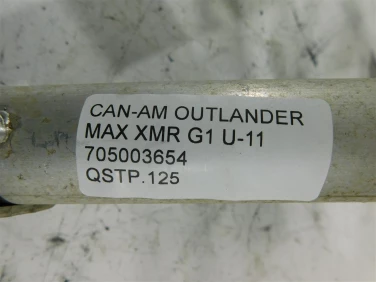 CAN-AM OUTLANDER
MAX XMR G1 U-11
705003654
QSTP.125